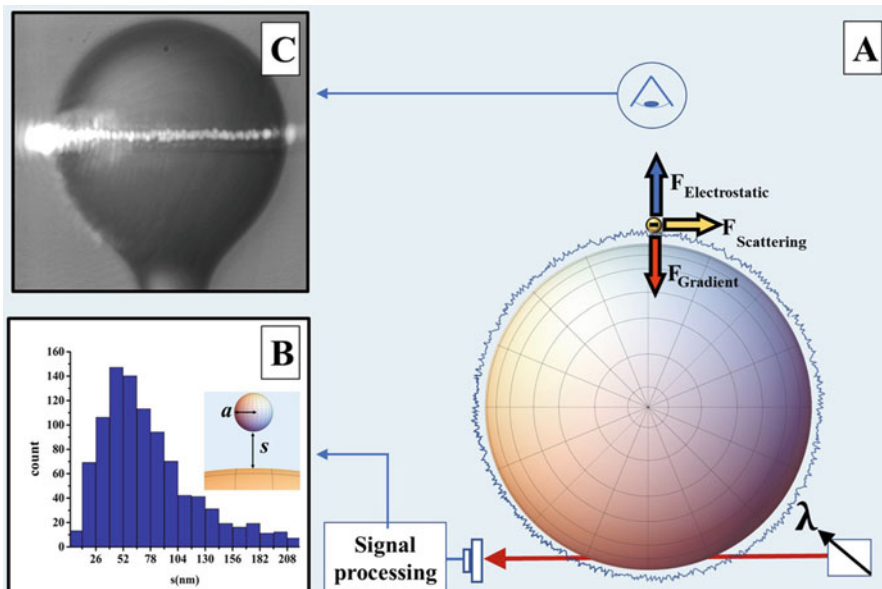 C
A
F Electrostatic
F Scattering
F Gradient
B
160
140
120
100
80
60
40
20
0
count
26 52 78 104 130 156 182 208
s(nm)
a
s
Signal
processing
λ